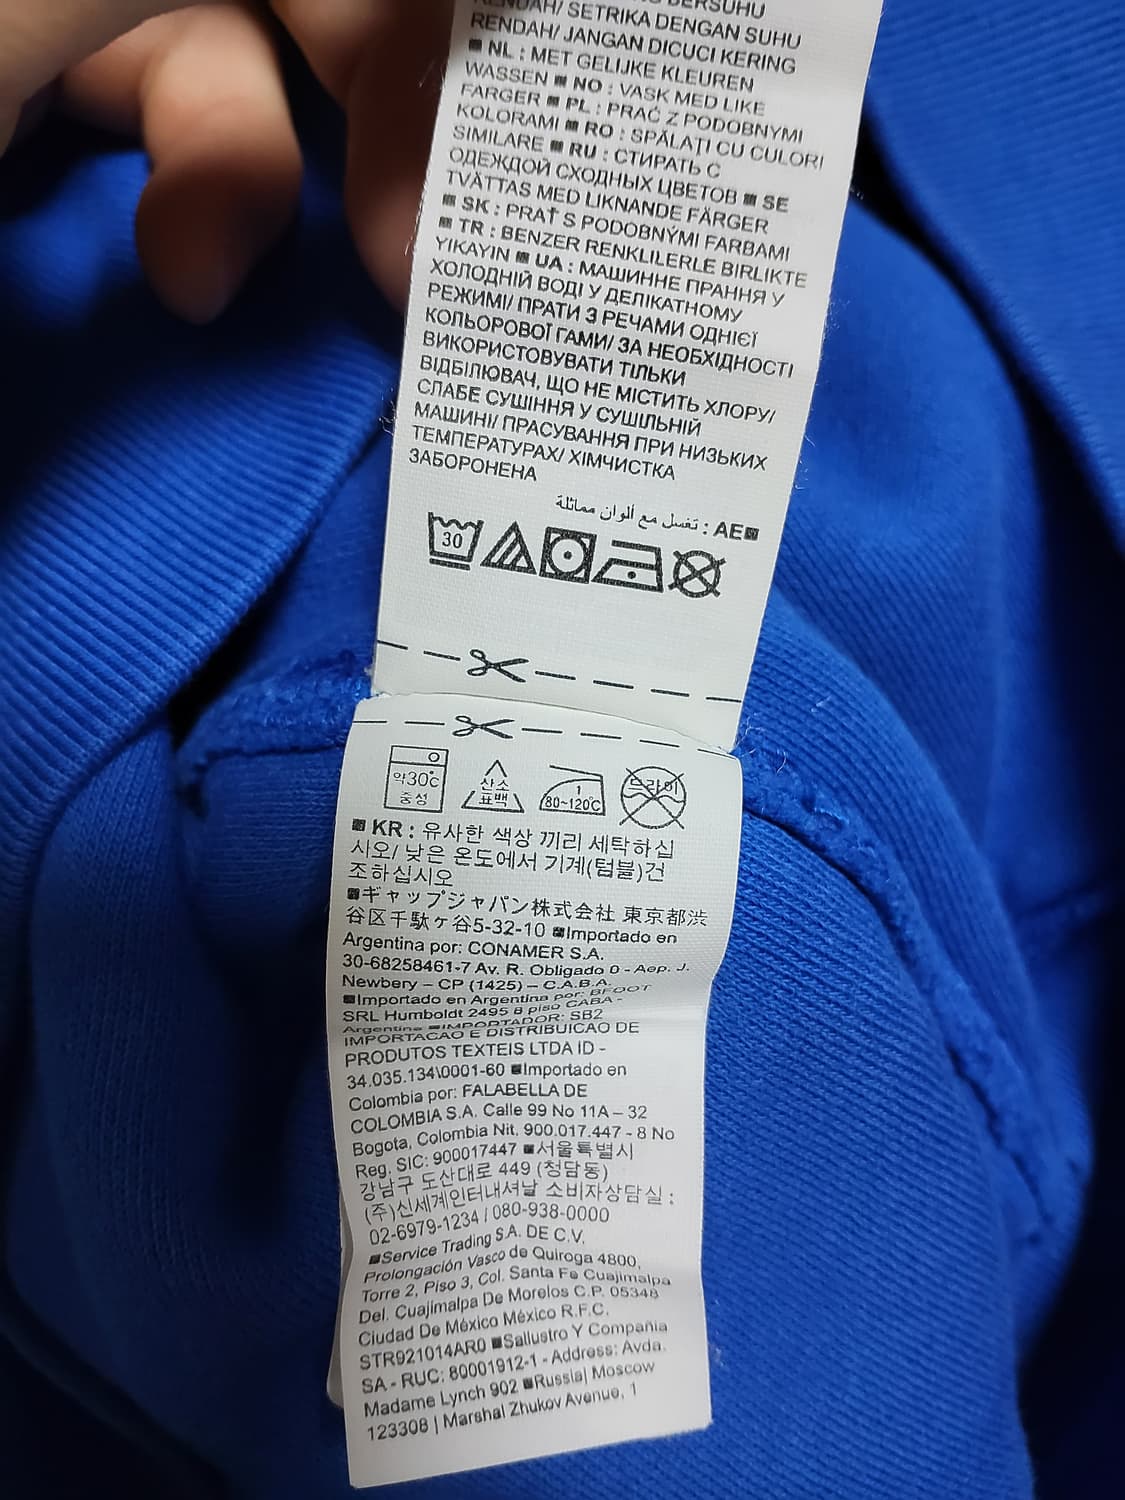 BERSUHU
RENDAH/ SETRIKA DENGAN SUHU
RENDAH/ JANGAN DICUCI KERING
■ NL : MET GELIJKE KLEUREN
WASSEN ■ NO : VASK MED LIKE
FARGER ■ PL : PRAĆ Z PODOBNYMI
KOLORAMI ■ RO : SPĂLAŢI CU CULORI
SIMILARE ■ RU : СТИРАТЬ С
ОДЕЖДОЙ СХОДНЫХ ЦВЕТОВ ■ SE
TVÄTTAS MED LIKNANDE FÄRGER
■ SK : PRAŤ S PODOBNÝMI FARBAMI
■ TR : BENZER RENKLILERLE BIRLIKTE
YIKAYIN ■ UA : МАШИННЕ ПРАННЯ У
ХОЛОДНІЙ ВОДІ У ДЕЛІКАТНОМУ
РЕЖИМІ/ ПРАТИ З РЕЧАМИ ОДНІЄЇ
КОЛЬОРОВОЇ ГАМИ/ ЗА НЕОБХІДНОСТІ
ВИКОРИСТОВУВАТИ ТІЛЬКИ
ВІДБІЛЮВАЧ, ЩО НЕ МІСТИТЬ ХЛОРУ/
СЛАБЕ СУШІННЯ У СУШІЛЬНІЙ
МАШИНІ/ ПРАСУВАННЯ ПРИ НИЗЬКИХ
ТЕМПЕРАТУРАХ/ ХІМЧИСТКА
ЗАБОРОНЕНА
■AE : تغسل مع ألوان مماثلة
30
약30℃ 중성
산소 표백
1 80~120℃
드라이
■ KR : 유사한 색상 끼리 세탁하십
시오/ 낮은 온도에서 기계(텀블)건
조하십시오
■ギャップジャパン株式会社 東京都渋
谷区千駄ヶ谷5-32-10 ■Importado en
Argentina por: CONAMER S.A.
30-68258461-7 Av. R. Obligado 0 - Aep. J.
Newbery – CP (1425) – C.A.B.A.
■Importado en Argentina por: BFOOT
SRL Humboldt 2495 8 piso CABA -
Argentina ■IMPORTADOR: SB2
IMPORTACAO E DISTRIBUICAO DE
PRODUTOS TEXTEIS LTDA ID -
34.035.134\0001-60 ■Importado en
Colombia por: FALABELLA DE
COLOMBIA S.A. Calle 99 No 11A – 32
Bogota, Colombia Nit. 900.017.447 - 8 No
Reg. SIC: 900017447 ■서울특별시
강남구 도산대로 449 (청담동)
(주)신세계인터내셔날 소비자상담실 :
02-6979-1234 / 080-938-0000
■Service Trading S.A. DE C.V.
Prolongación Vasco de Quiroga 4800,
Torre 2, Piso 3, Col. Santa Fe Cuajimalpa
Del. Cuajimalpa De Morelos C.P. 05348
Ciudad De México México R.F.C.
STR921014AR0 ■Sallustro Y Compañia
SA - RUC: 80001912-1 - Address: Avda.
Madame Lynch 902 ■Russia| Moscow
123308 | Marshal Zhukov Avenue, 1